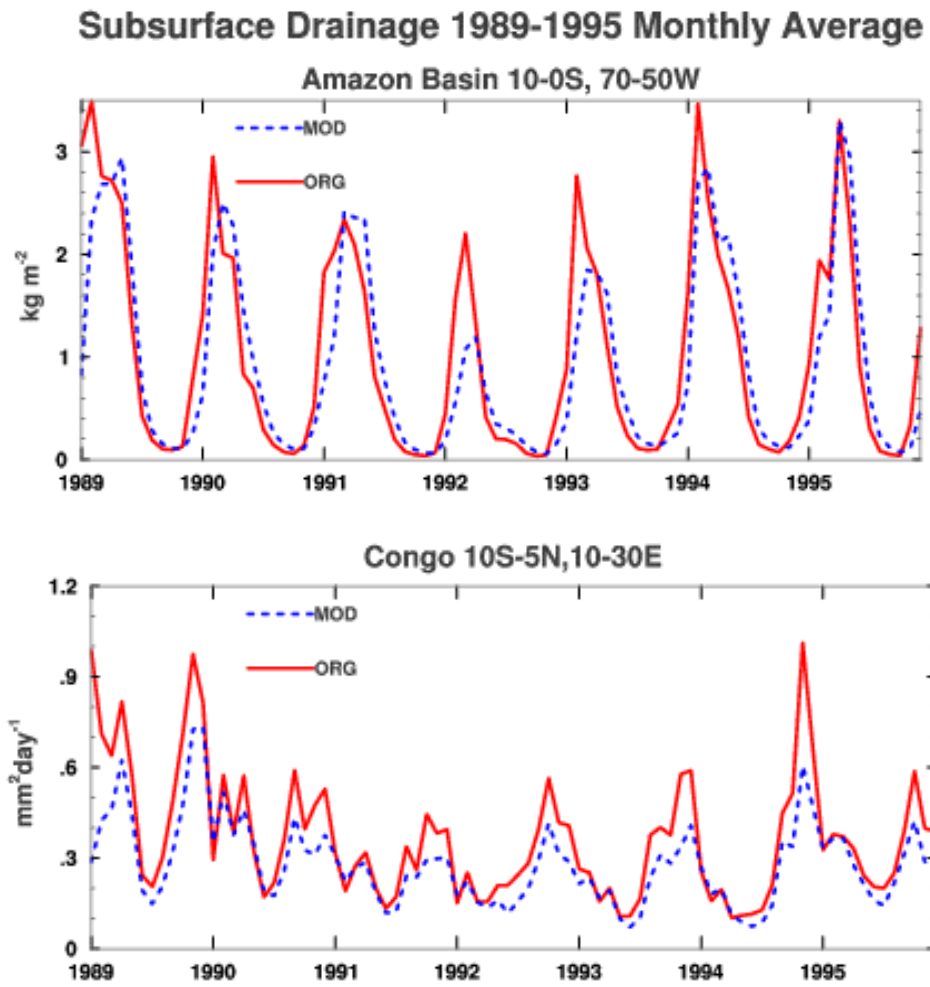 Subsurface Drainage 1989-1995 Monthly Average
Amazon Basin 10-0S, 70-50W
MOD
ORG
3
2
1
0
kg m⁻²
1989 1990 1991 1992 1993 1994 1995
Congo 10S-5N,10-30E
1.2
MOD
ORG
.9
.6
.3
0
mm²day⁻¹
1989 1990 1991 1992 1993 1994 1995